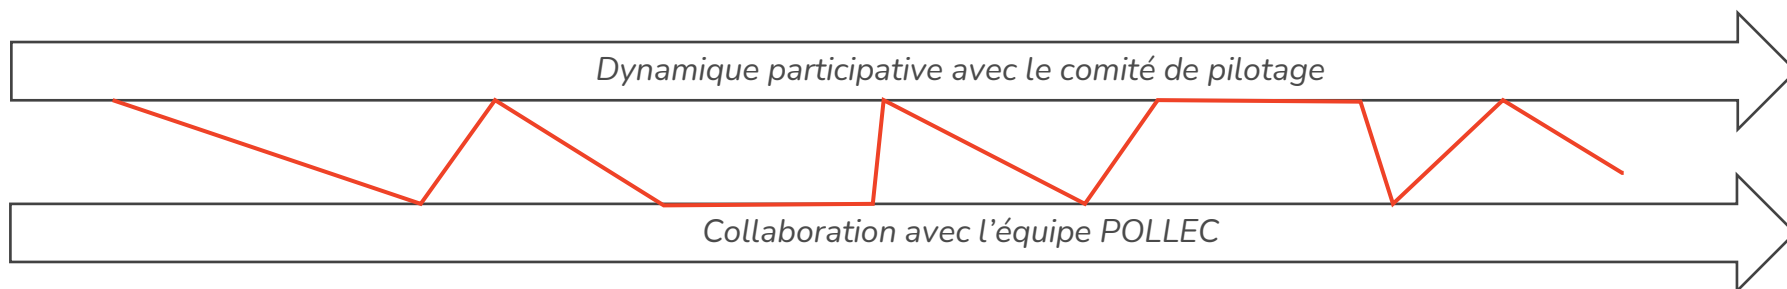 Dynamique participative avec le comité de pilotage
Collaboration avec l’équipe POLLEC